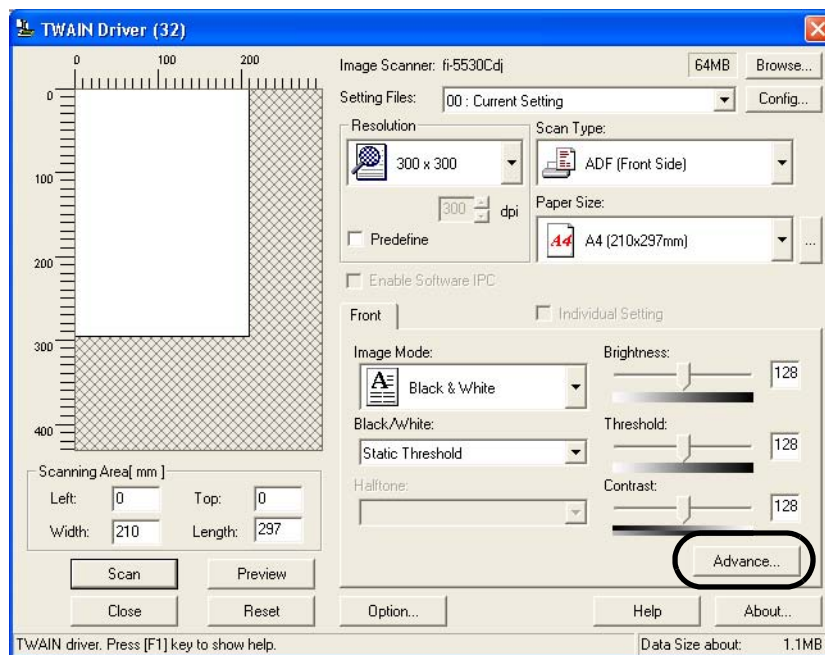 TWAIN Driver (32)
0 100 200
0
100
200
300
400
Image Scanner: fi-5530Cdj 64MB Browse...
Setting Files: 00 : Current Setting Config...
Resolution
300 x 300
300 dpi
Predefine
Scan Type:
ADF (Front Side)
Paper Size:
A4 A4 (210x297mm) ...
Enable Software IPC
Front Individual Setting
Image Mode:
A Black & White
Black/White:
Static Threshold
Halftone:
Brightness:
128
Threshold:
128
Contrast:
128
Advance...
Scanning Area[ mm ]
Left: 0 Top: 0
Width: 210 Length: 297
Scan Preview
Close Reset Option... Help About...
TWAIN driver. Press [F1] key to show help. Data Size about: 1.1MB